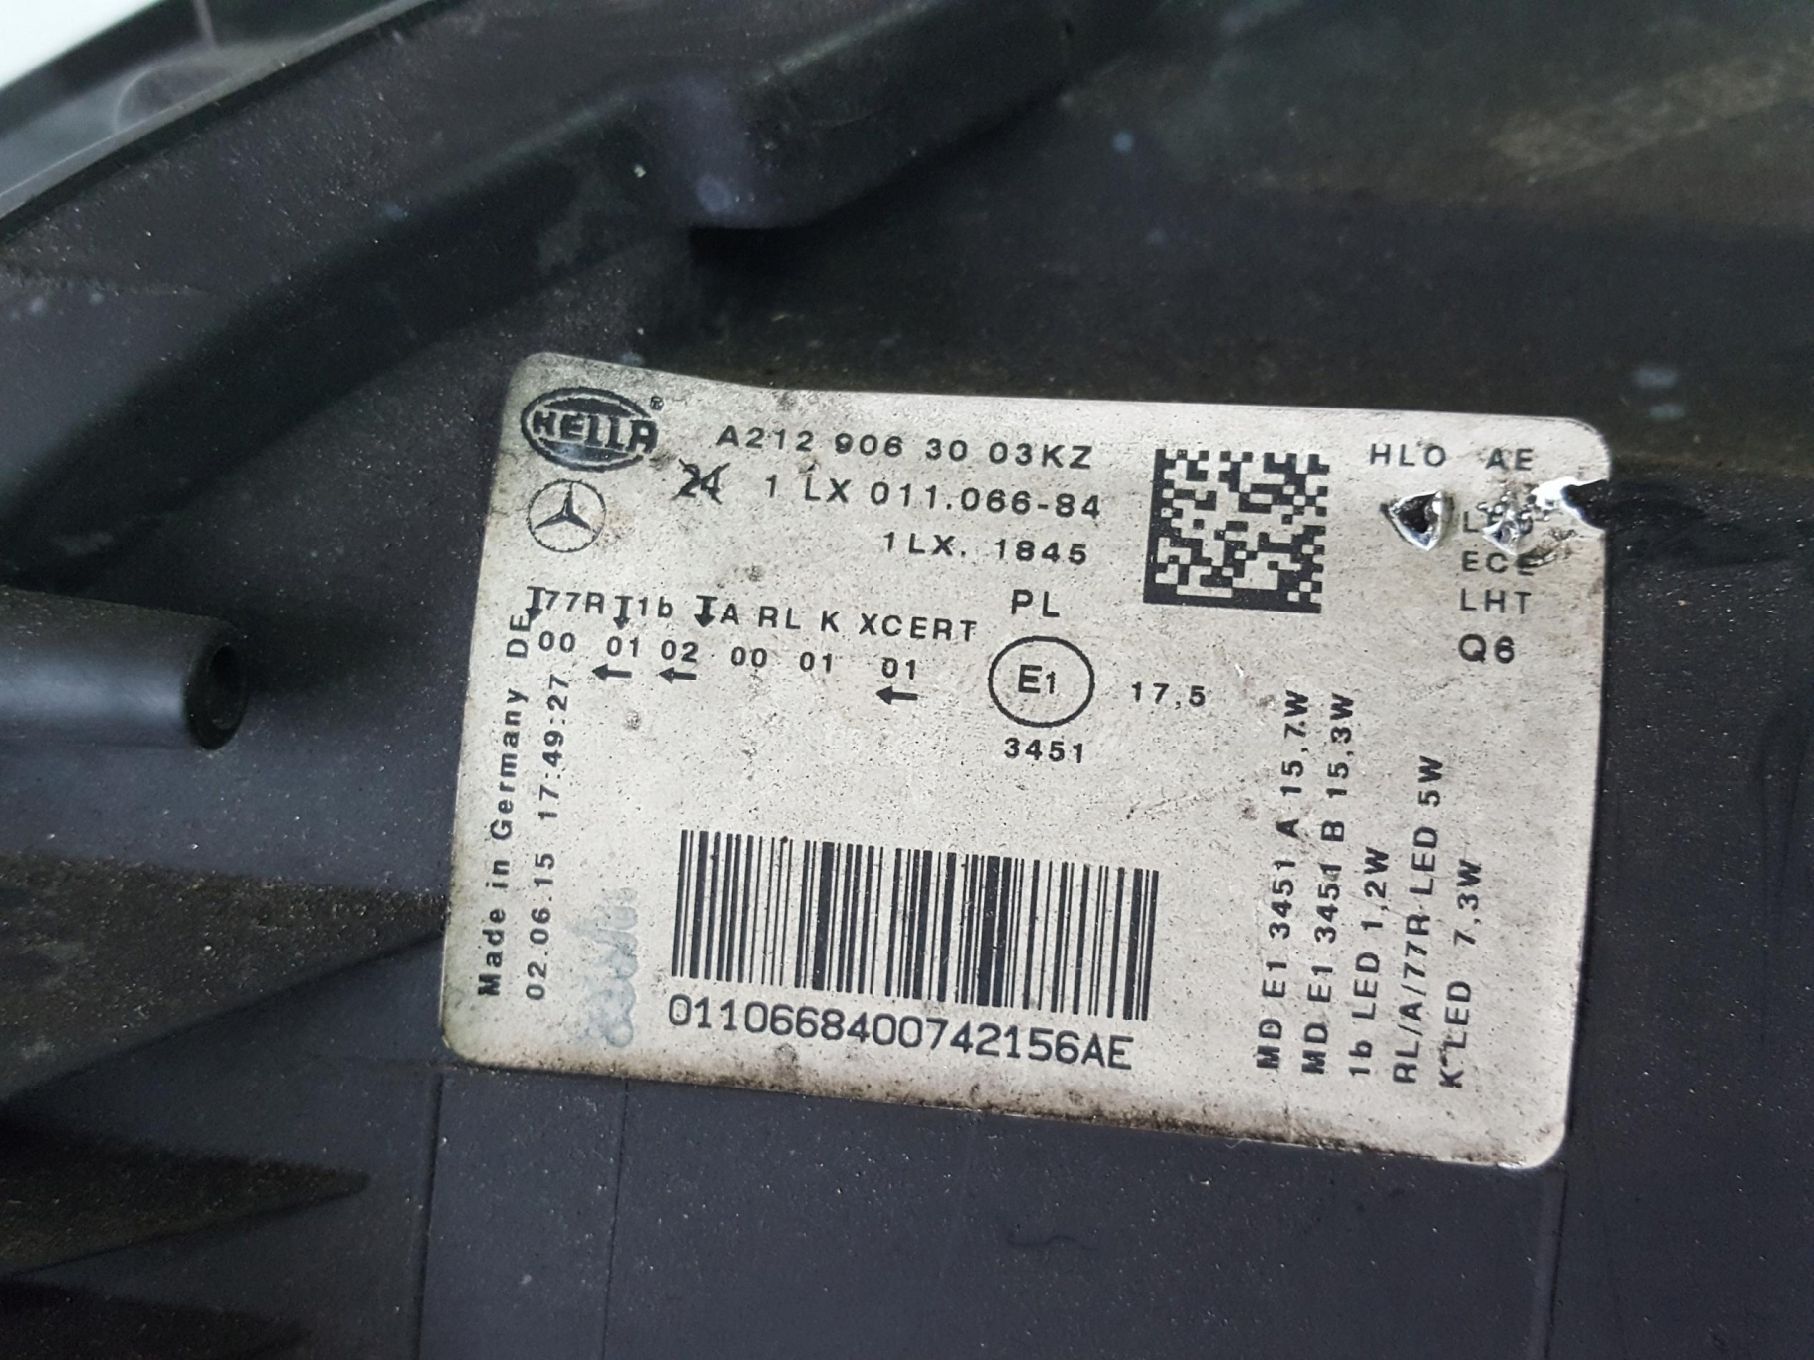 HELLA®
A212 906 30 03KZ
24 1 LX 011.066-84
1LX. 1845
77R 1b A RL K XCERT
00 01 02 00 01 01
← ← ←
PL
E1
17,5
3451
HLO AE
ECE
LHT
Q6
Made in Germany DE
02.06.15 17:49:27
0110668400742156AE
MD E1 3451 A 15,7W
MD E1 3451 B 15,3W
1b LED 1,2W
RL/A/77R LED 5W
K LED 7,3W